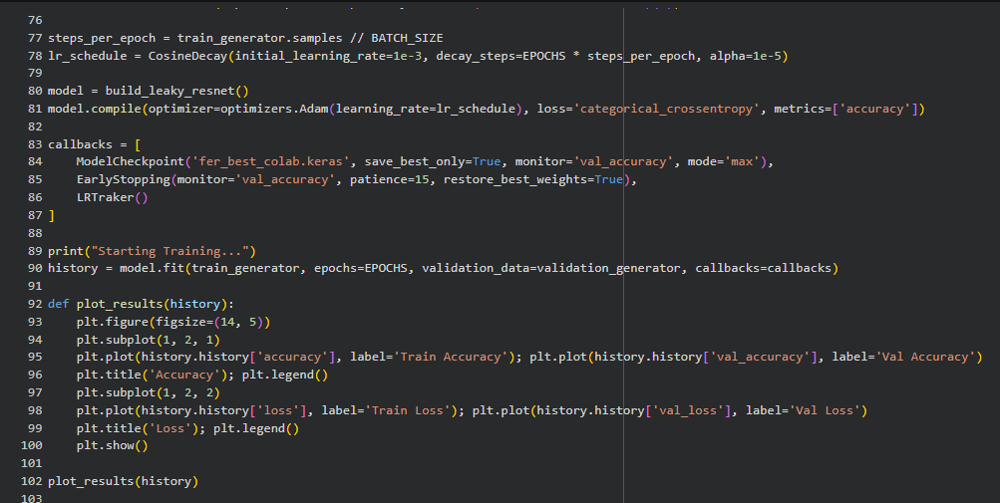 76
77 steps_per_epoch = train_generator.samples // BATCH_SIZE
78 lr_schedule = CosineDecay(initial_learning_rate=1e-3, decay_steps=EPOCHS * steps_per_epoch, alpha=1e-5)
79
80 model = build_leaky_resnet()
81 model.compile(optimizer=optimizers.Adam(learning_rate=lr_schedule), loss='categorical_crossentropy', metrics=['accuracy'])
82
83 callbacks = [
84     ModelCheckpoint('fer_best_colab.keras', save_best_only=True, monitor='val_accuracy', mode='max'),
85     EarlyStopping(monitor='val_accuracy', patience=15, restore_best_weights=True),
86     LRTraker()
87 ]
88
89 print("Starting Training...")
90 history = model.fit(train_generator, epochs=EPOCHS, validation_data=validation_generator, callbacks=callbacks)
91
92 def plot_results(history):
93     plt.figure(figsize=(14, 5))
94     plt.subplot(1, 2, 1)
95     plt.plot(history.history['accuracy'], label='Train Accuracy'); plt.plot(history.history['val_accuracy'], label='Val Accuracy')
96     plt.title('Accuracy'); plt.legend()
97     plt.subplot(1, 2, 2)
98     plt.plot(history.history['loss'], label='Train Loss'); plt.plot(history.history['val_loss'], label='Val Loss')
99     plt.title('Loss'); plt.legend()
100     plt.show()
101
102 plot_results(history)
103